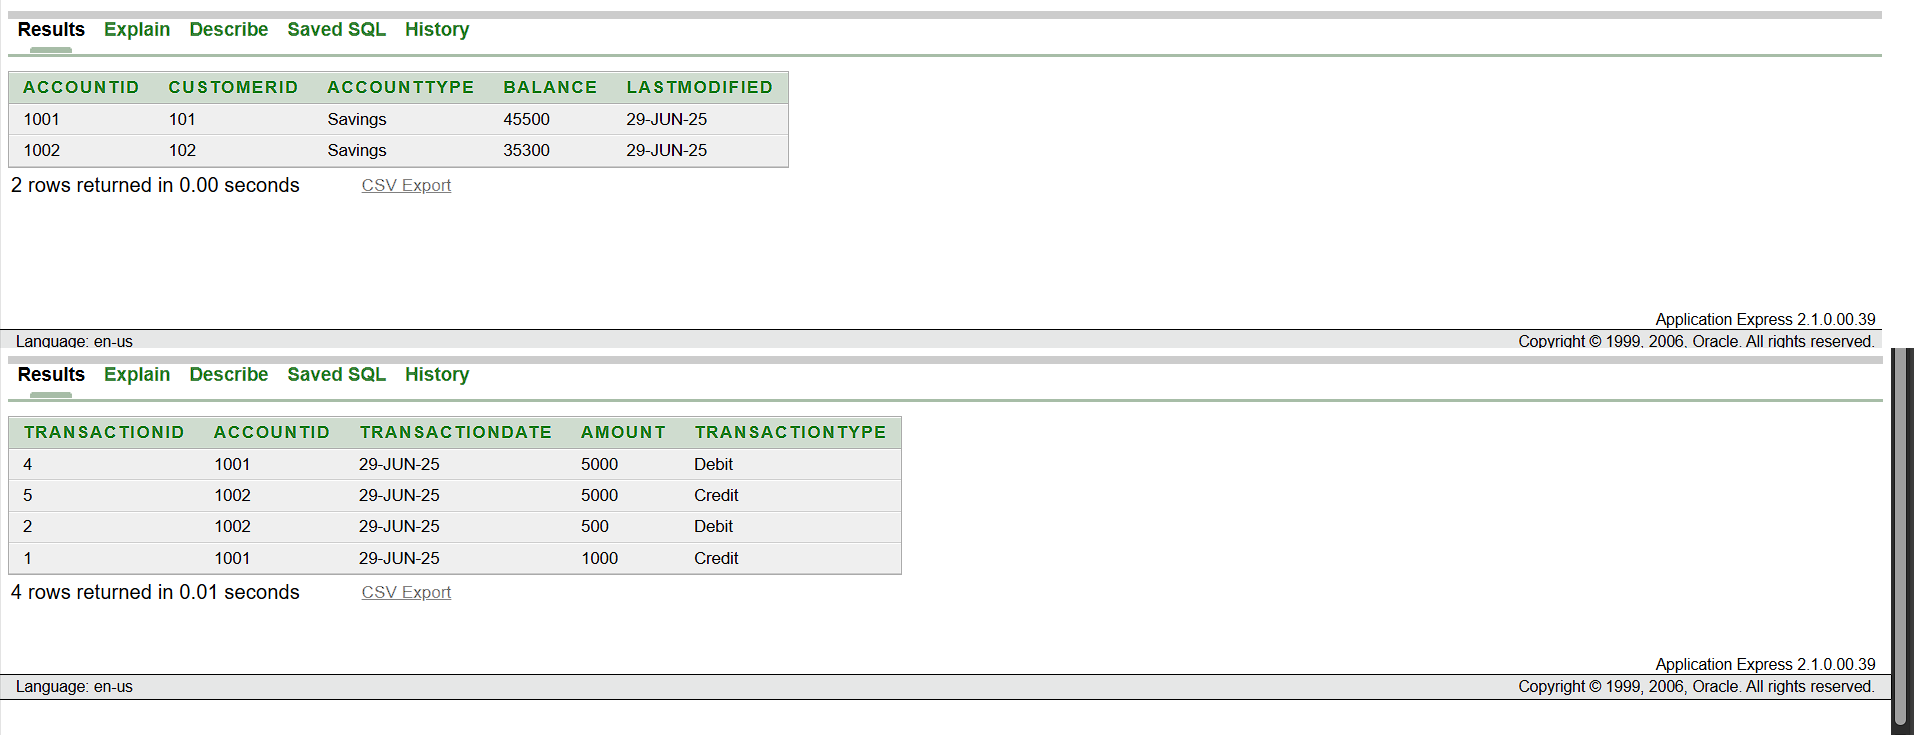 Results Explain Describe Saved SQL History
ACCOUNTID CUSTOMERID ACCOUNTTYPE BALANCE LASTMODIFIED
1001 101 Savings 45500 29-JUN-25
1002 102 Savings 35300 29-JUN-25
2 rows returned in 0.00 seconds CSV Export
Application Express 2.1.0.00.39
Language: en-us Copyright © 1999, 2006, Oracle. All rights reserved.
Results Explain Describe Saved SQL History
TRANSACTIONID ACCOUNTID TRANSACTIONDATE AMOUNT TRANSACTIONTYPE
4 1001 29-JUN-25 5000 Debit
5 1002 29-JUN-25 5000 Credit
2 1002 29-JUN-25 500 Debit
1 1001 29-JUN-25 1000 Credit
4 rows returned in 0.01 seconds CSV Export
Application Express 2.1.0.00.39
Language: en-us Copyright © 1999, 2006, Oracle. All rights reserved.